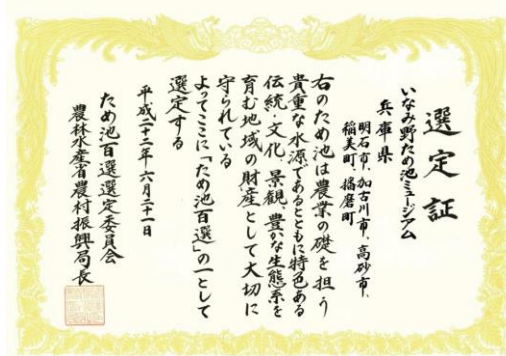 選定証
いなみ野ため池ミュージアム
兵庫県
明石市、加古川市、高砂市、
稲美町、播磨町
右のため池は農業の礎を担う
貴重な水源であるとともに特色ある
伝統・文化、景観、豊かな生態系を
育む地域の財産として大切に
守られている
よってここに「ため池百選」の一として
選定する
平成二十二年六月二十一日
ため池百選選定委員会
農林水産省農村振興局長